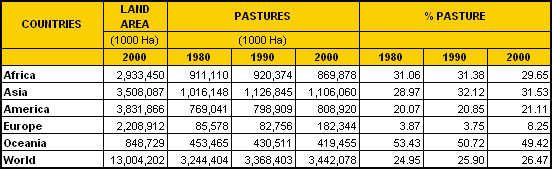 COUNTRIES LAND AREA PASTURES % PASTURE
(1000 Ha) (1000 Ha)
2000 1980 1990 2000 1980 1990 2000
Africa 2,933,450 911,110 920,374 869,878 31.06 31.38 29.65
Asia 3,508,087 1,016,148 1,126,845 1,106,060 28.97 32.12 31.53
America 3,831,866 769,041 798,909 808,920 20.07 20.85 21.11
Europe 2,208,912 85,578 82,756 182,344 3.87 3.75 8.25
Oceania 848,729 453,465 430,511 419,455 53.43 50.72 49.42
World 13,004,202 3,244,404 3,368,403 3,442,078 24.95 25.90 26.47